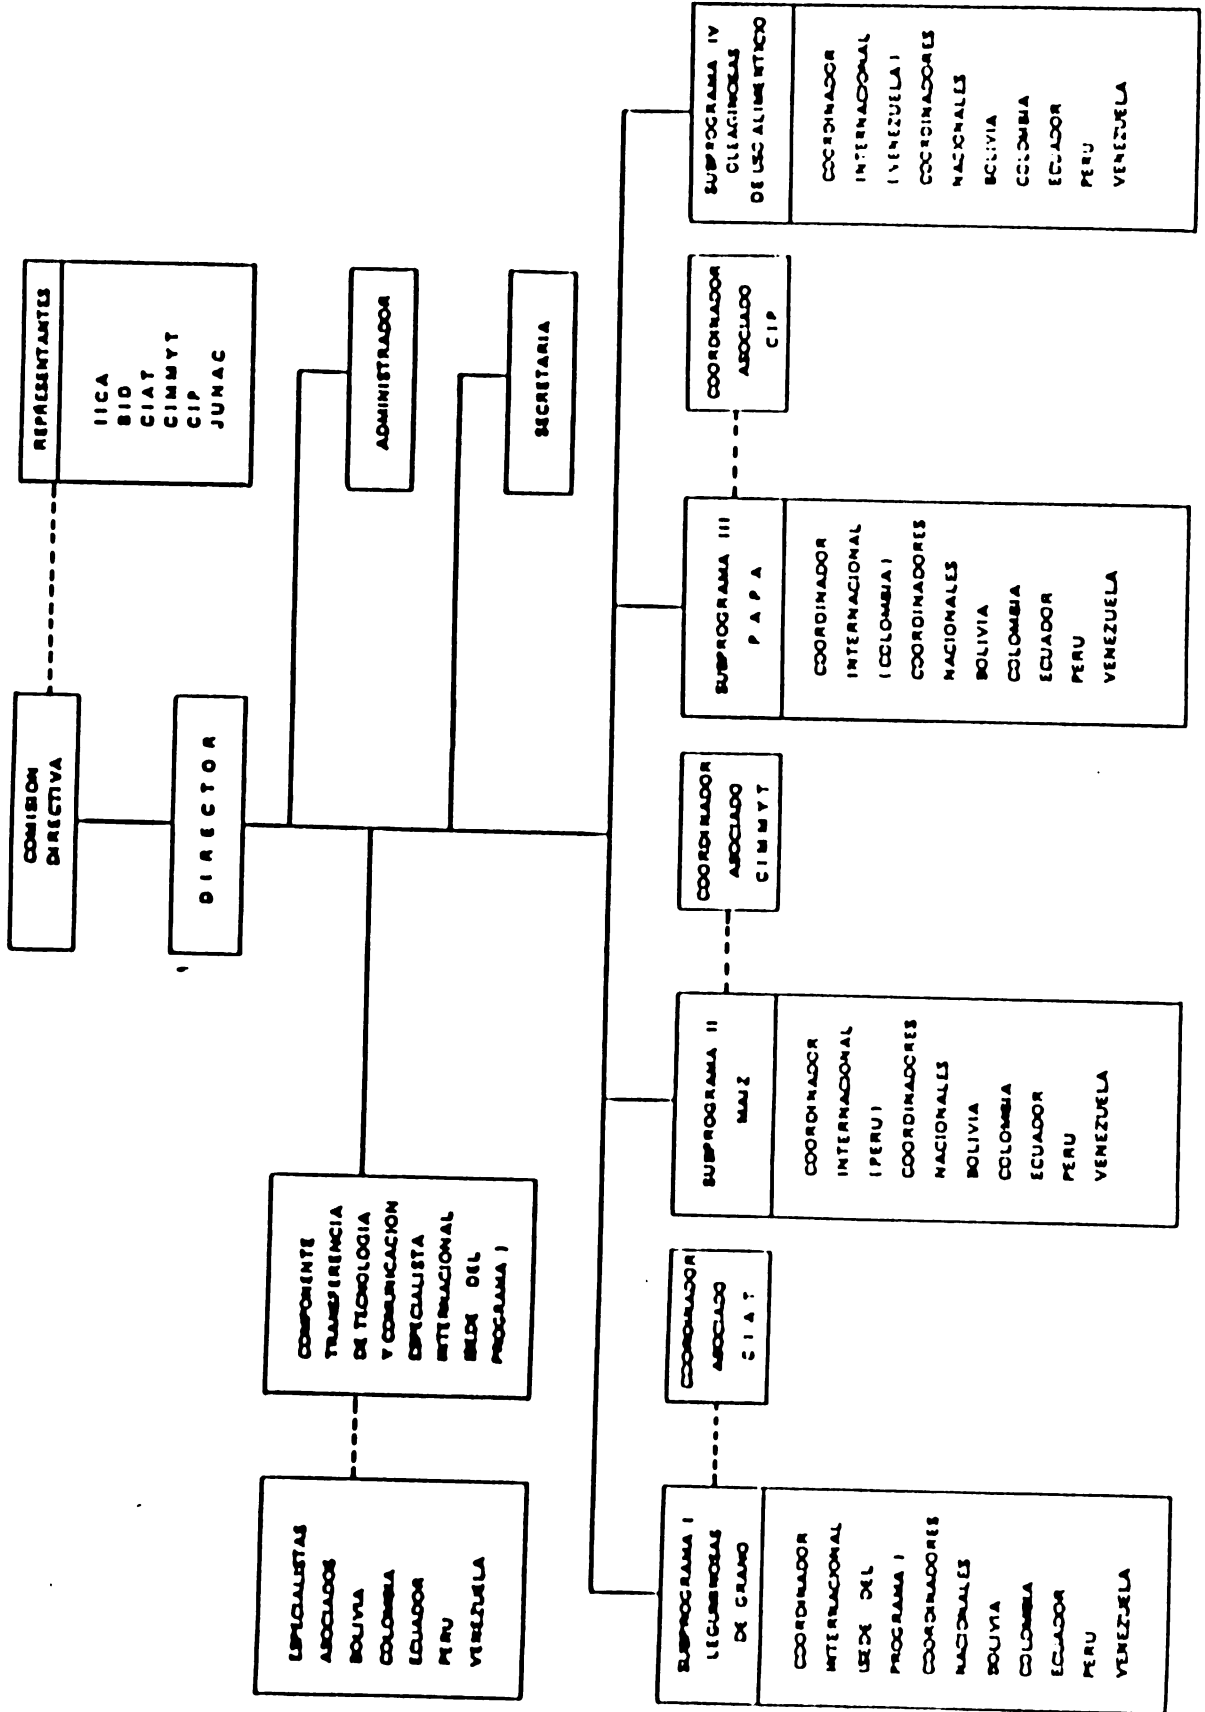 COMISION
DIRECTIVA
REPRESENTANTES
IICA
BID
CIAT
CIMMYT
CIP
JUNAC
DIRECTOR
ADMINISTRADOR
SECRETARIA
ESPECIALISTAS
ASOCIADOS
BOLIVIA
COLOMBIA
ECUADOR
PERU
VENEZUELA
COMPONENTE
TRANSFERENCIA
DE TECNOLOGIA
Y COMUNICACION
ESPECIALISTA
INTERNACIONAL
(SEDE DEL
PROGRAMA)
SUBPROGRAMA I
LEGUMINOSAS
DE GRANO
COORDINADOR
INTERNACIONAL
(SEDE DEL
PROGRAMA)
COORDINADORES
NACIONALES
BOLIVIA
COLOMBIA
ECUADOR
PERU
VENEZUELA
COORDINADOR
ASOCIADO
CIAT
SUBPROGRAMA II
MAIZ
COORDINADOR
INTERNACIONAL
(PERU)
COORDINADORES
NACIONALES
BOLIVIA
COLOMBIA
ECUADOR
PERU
VENEZUELA
COORDINADOR
ASOCIADO
CIMMYT
SUBPROGRAMA III
PAPA
COORDINADOR
INTERNACIONAL
(COLOMBIA)
COORDINADORES
NACIONALES
BOLIVIA
COLOMBIA
ECUADOR
PERU
VENEZUELA
COORDINADOR
ASOCIADO
CIP
SUBPROGRAMA IV
OLEAGINOSAS
DE USO ALIMENTICIO
COORDINADOR
INTERNACIONAL
(VENEZUELA)
COORDINADORES
NACIONALES
BOLIVIA
COLOMBIA
ECUADOR
PERU
VENEZUELA